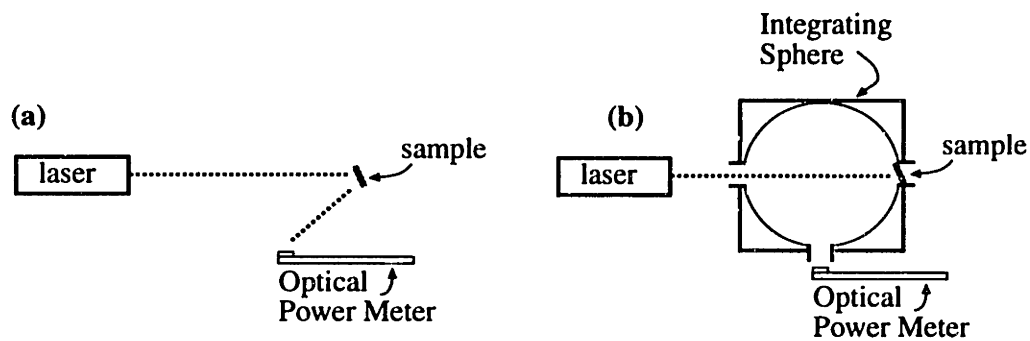 (a)
laser
sample
Optical
Power Meter
(b)
Integrating
Sphere
laser
sample
Optical
Power Meter